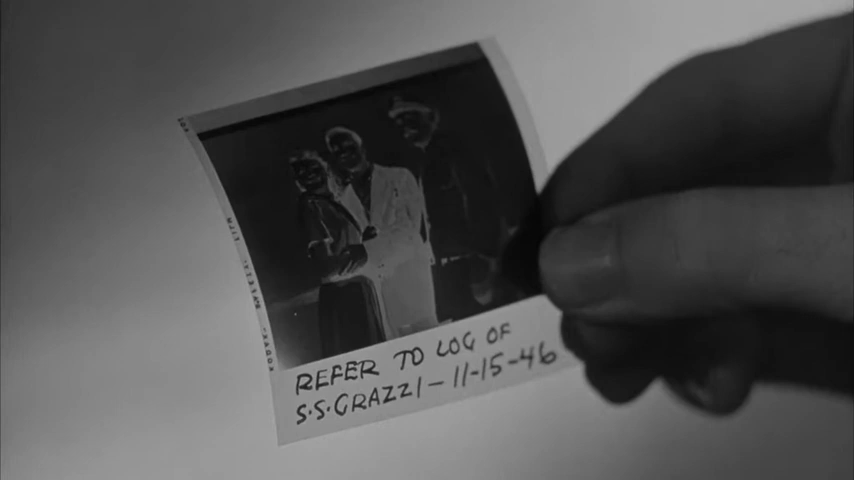 REFER TO LOG OF
S.S. GRAZZI - 11-15-46